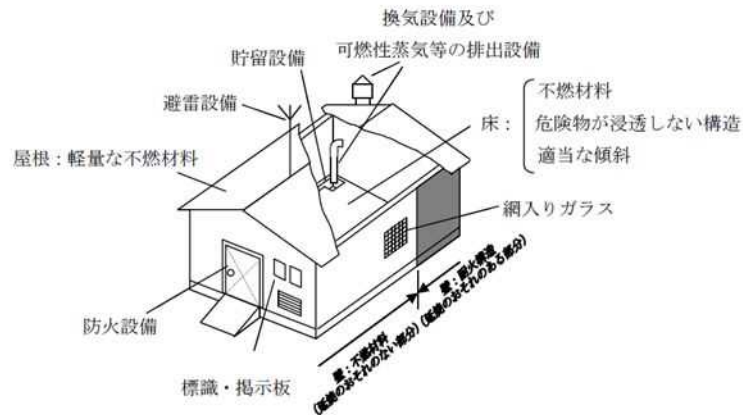 換気設備及び
可燃性蒸気等の排出設備
貯留設備
避雷設備
屋根：軽量な不燃材料
床：
不燃材料
危険物が浸透しない構造
適当な傾斜
網入りガラス
防火設備
標識・掲示板
壁：不燃材料
(延焼のおそれのない部分)
壁：耐火構造
(延焼のおそれのある部分)